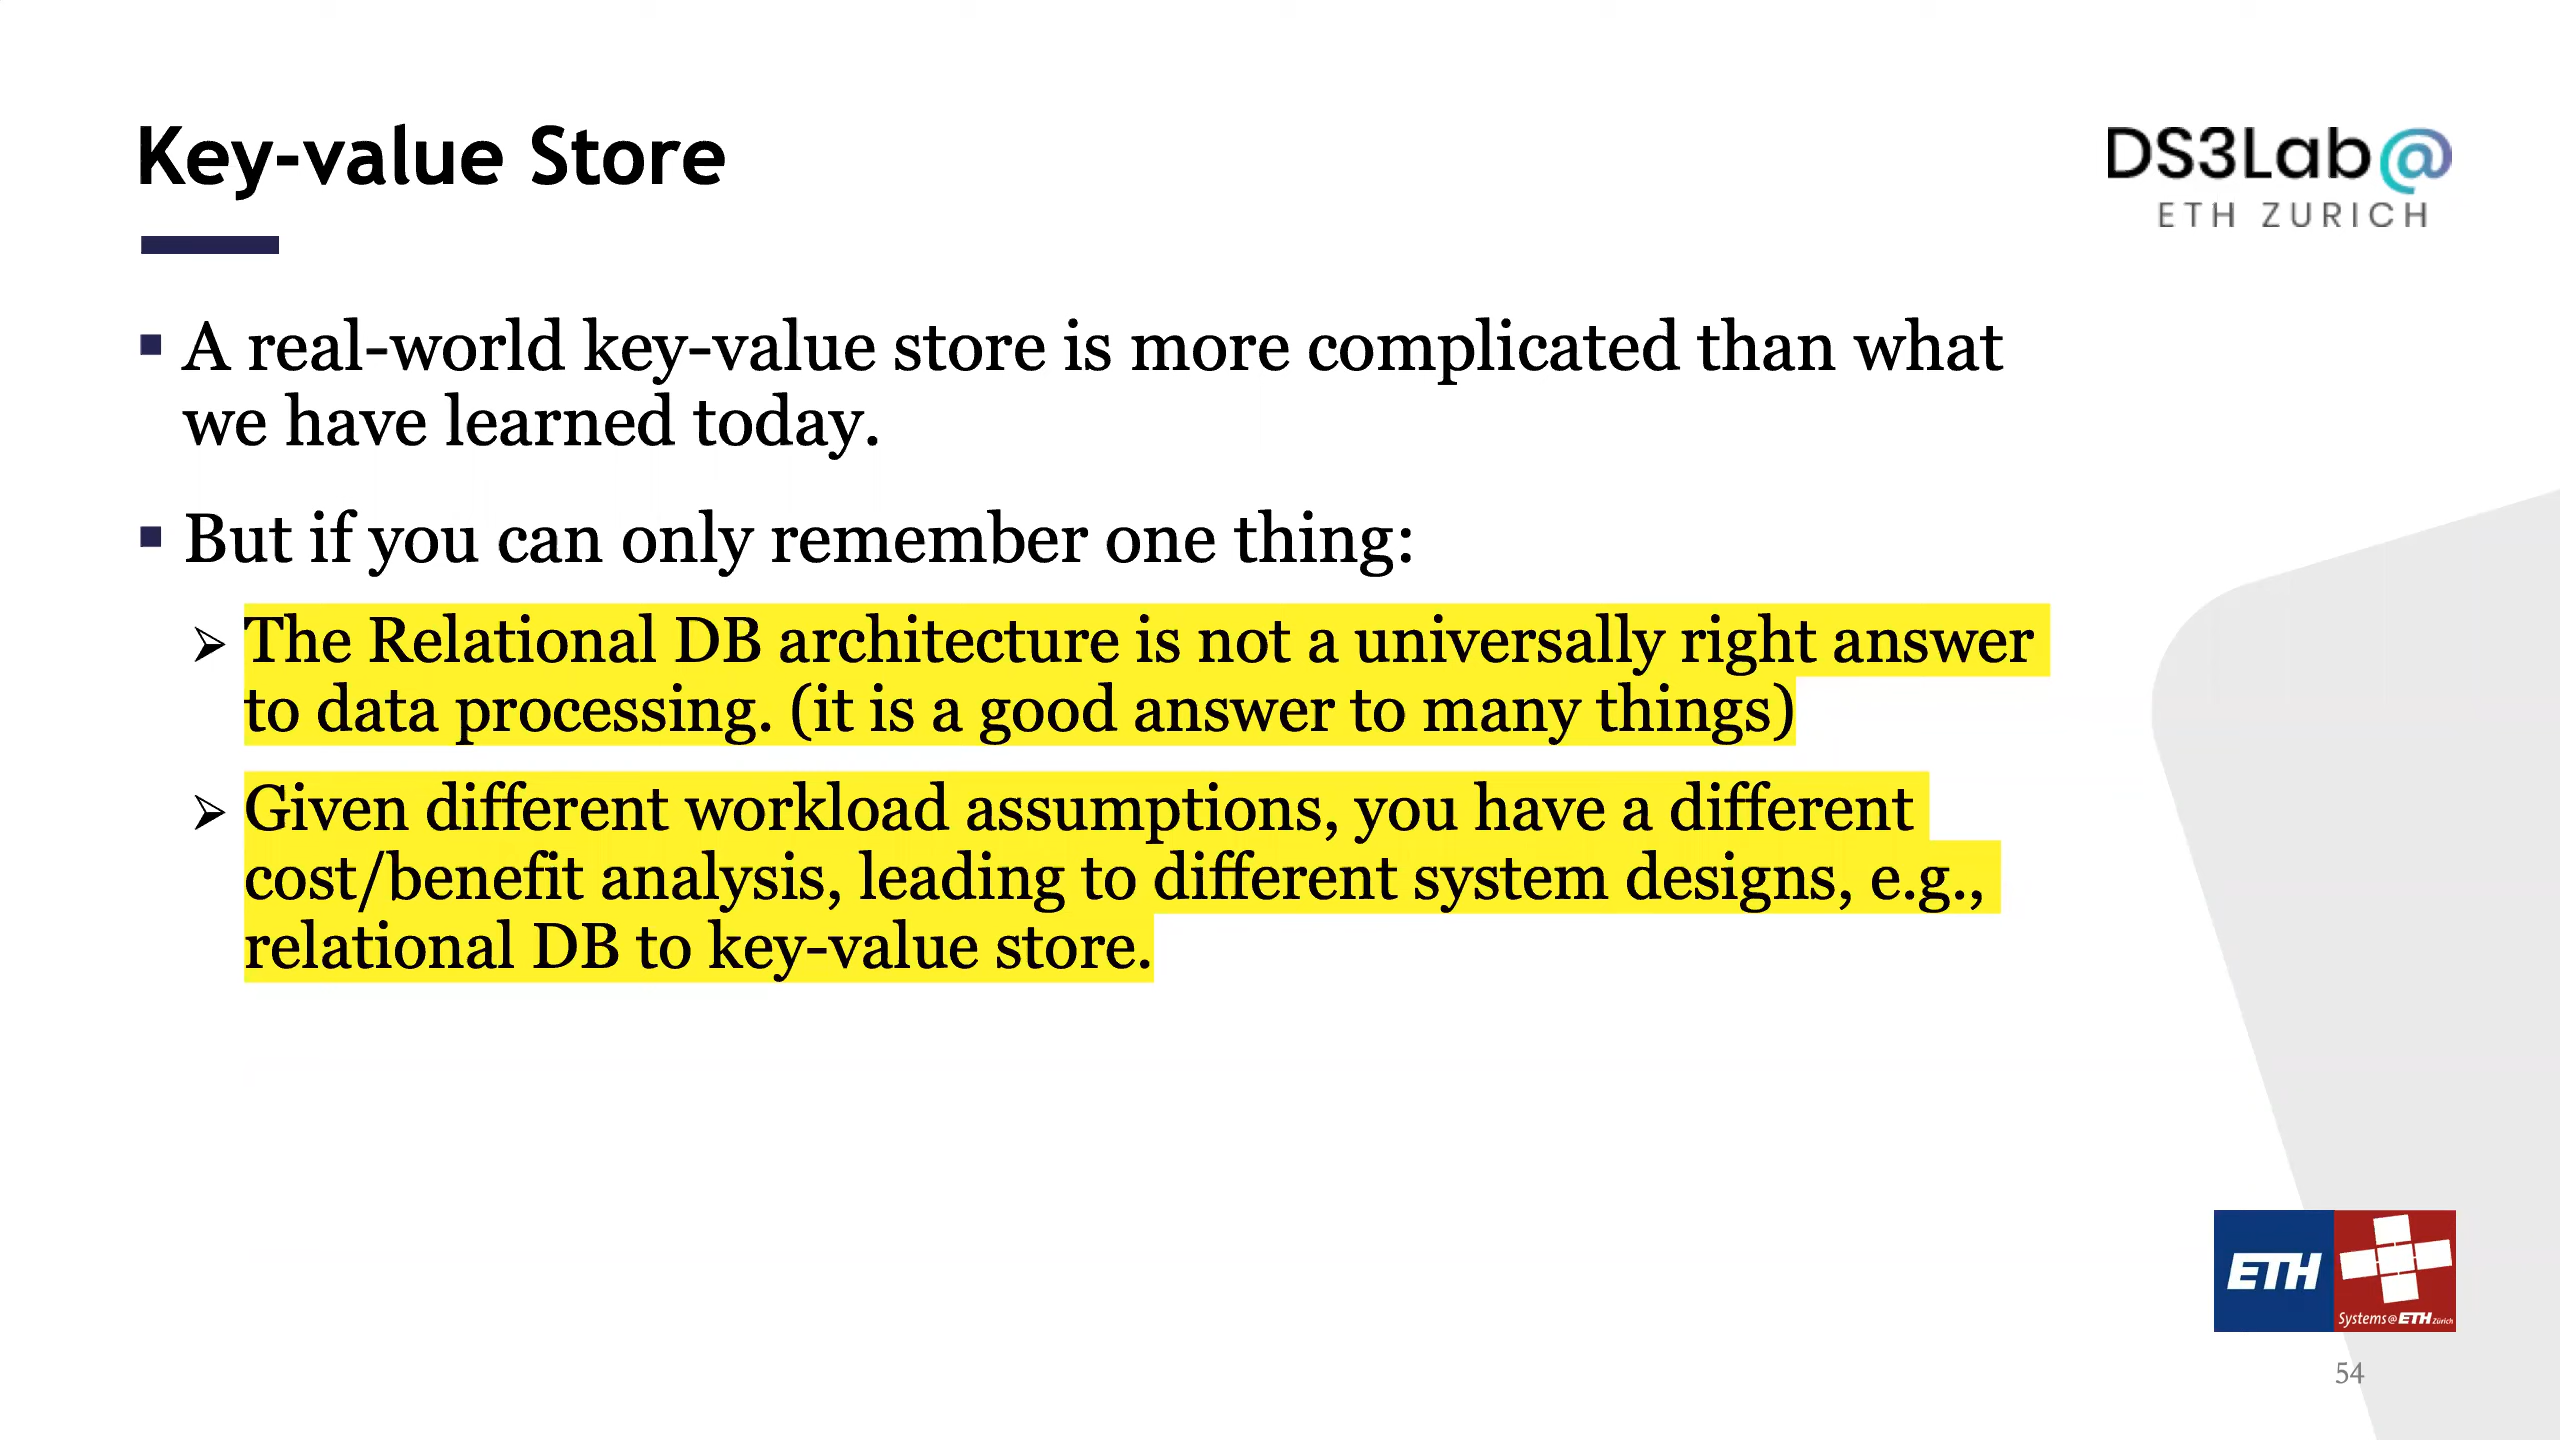 Key-value Store
DS3Lab@
ETH ZURICH
▪ A real-world key-value store is more complicated than what
we have learned today.
▪ But if you can only remember one thing:
➢ The Relational DB architecture is not a universally right answer
to data processing. (it is a good answer to many things)
➢ Given different workload assumptions, you have a different
cost/benefit analysis, leading to different system designs, e.g.,
relational DB to key-value store.
ETH
Systems@ETH Zürich
54